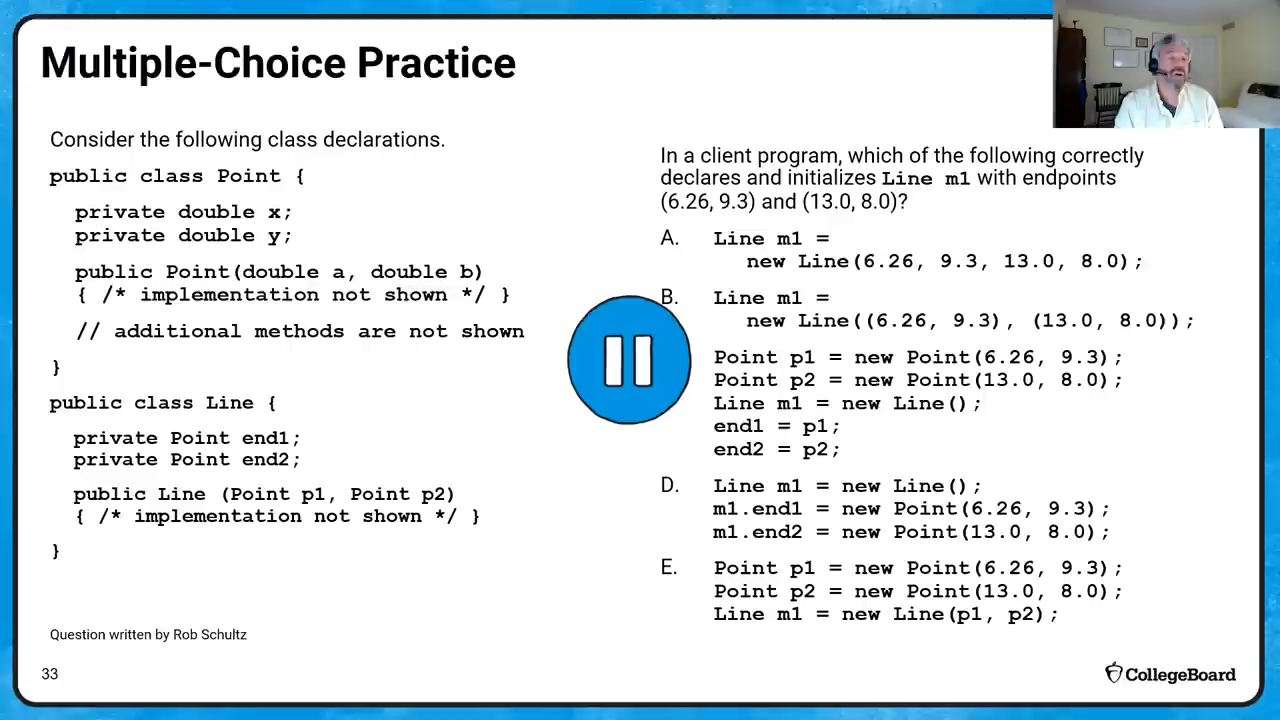 Multiple-Choice Practice
Consider the following class declarations.
public class Point {
private double x;
private double y;
public Point(double a, double b)
{ /* implementation not shown */ }
// additional methods are not shown
}
public class Line {
private Point end1;
private Point end2;
public Line (Point p1, Point p2)
{ /* implementation not shown */ }
}
Question written by Rob Schultz
33
In a client program, which of the following correctly
declares and initializes Line m1 with endpoints
(6.26, 9.3) and (13.0, 8.0)?
A. Line m1 =
new Line(6.26, 9.3, 13.0, 8.0);
B. Line m1 =
new Line((6.26, 9.3), (13.0, 8.0));
Point p1 = new Point(6.26, 9.3);
Point p2 = new Point(13.0, 8.0);
Line m1 = new Line();
end1 = p1;
end2 = p2;
D. Line m1 = new Line();
m1.end1 = new Point(6.26, 9.3);
m1.end2 = new Point(13.0, 8.0);
E. Point p1 = new Point(6.26, 9.3);
Point p2 = new Point(13.0, 8.0);
Line m1 = new Line(p1, p2);
CollegeBoard